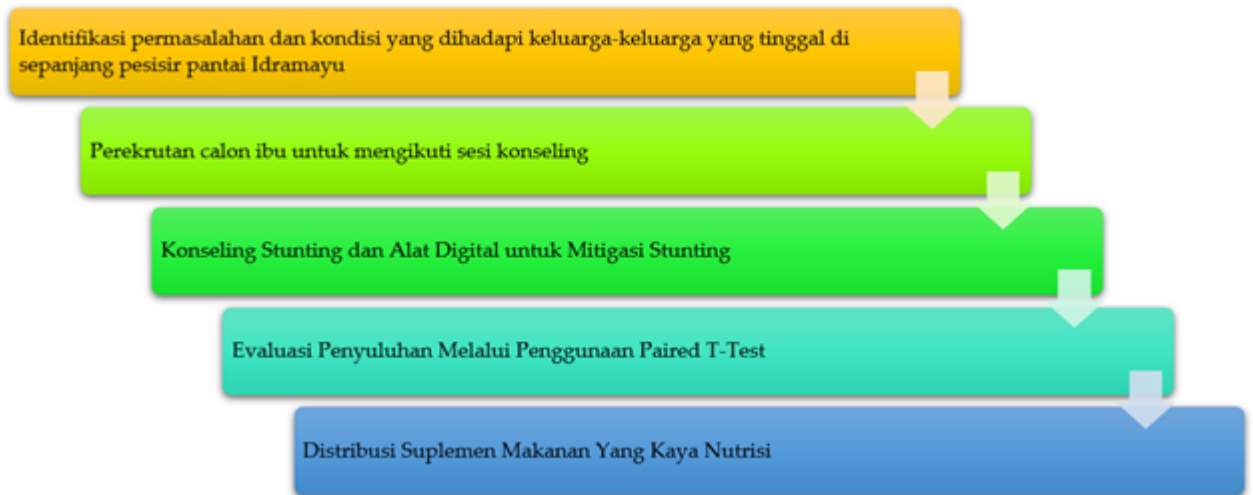 Identifikasi permasalahan dan kondisi yang dihadapi keluarga-keluarga yang tinggal di
sepanjang pesisir pantai Idramayu
Perekrutan calon ibu untuk mengikuti sesi konseling
Konseling Stunting dan Alat Digital untuk Mitigasi Stunting
Evaluasi Penyuluhan Melalui Penggunaan Paired T-Test
Distribusi Suplemen Makanan Yang Kaya Nutrisi